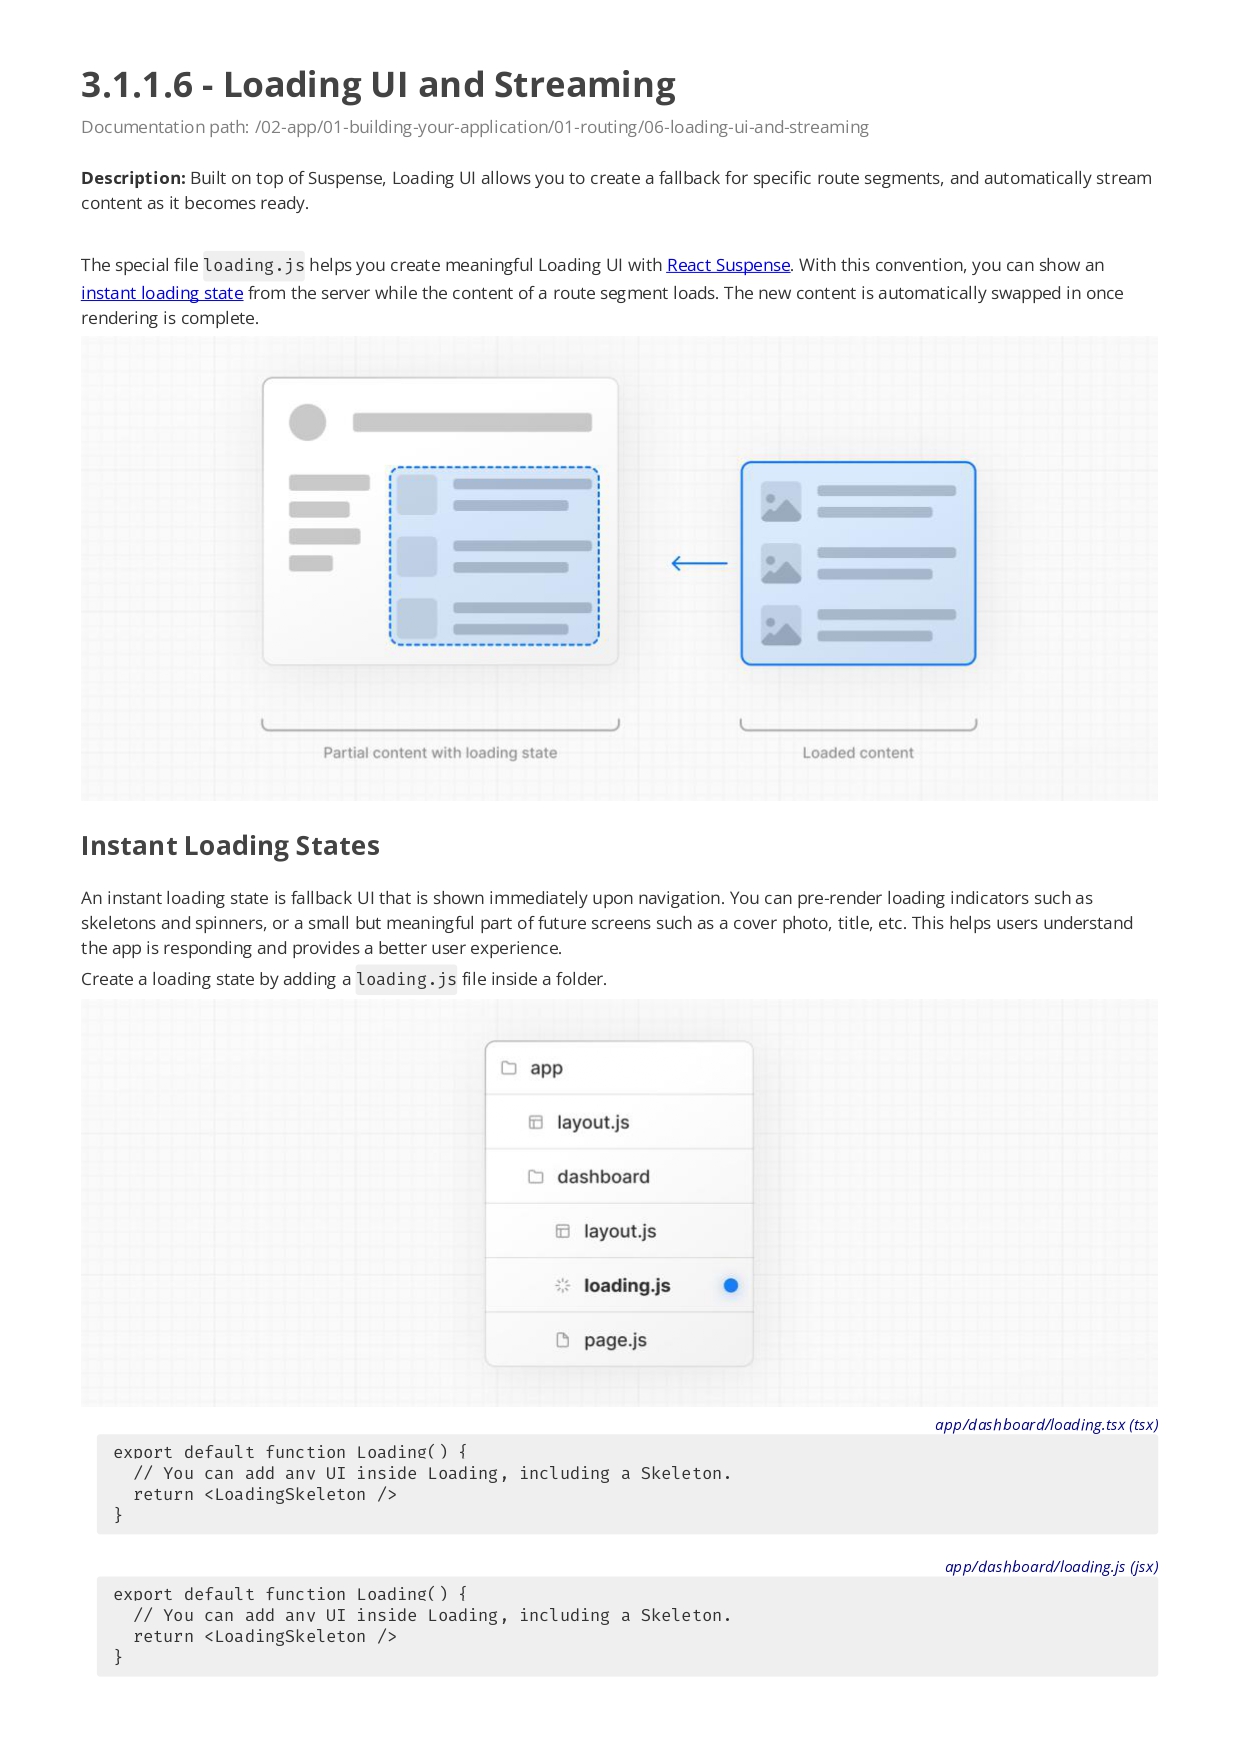 3.1.1.6 - Loading UI and Streaming
Documentation path: /02-app/01-building-your-application/01-routing/06-loading-ui-and-streaming
Description: Built on top of Suspense, Loading UI allows you to create a fallback for specific route segments, and automatically stream
content as it becomes ready.
The special file loading.js helps you create meaningful Loading UI with React Suspense. With this convention, you can show an
instant loading state from the server while the content of a route segment loads. The new content is automatically swapped in once
rendering is complete.
Partial content with loading state
Loaded content
Instant Loading States
An instant loading state is fallback UI that is shown immediately upon navigation. You can pre-render loading indicators such as
skeletons and spinners, or a small but meaningful part of future screens such as a cover photo, title, etc. This helps users understand
the app is responding and provides a better user experience.
Create a loading state by adding a loading.js file inside a folder.
app
layout.js
dashboard
layout.js
loading.js
page.js
app/dashboard/loading.tsx (tsx)
export default function Loading() {
  // You can add any UI inside Loading, including a Skeleton.
  return <LoadingSkeleton />
}
app/dashboard/loading.js (jsx)
export default function Loading() {
  // You can add any UI inside Loading, including a Skeleton.
  return <LoadingSkeleton />
}